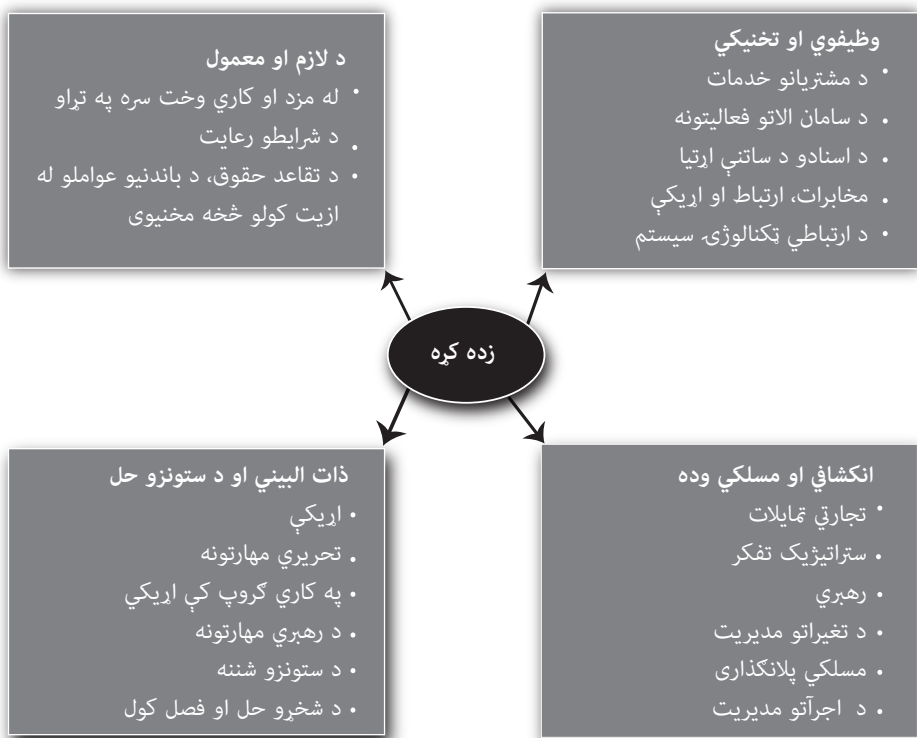 وظیفوي او تخنیکي
• د مشتریانو خدمات
• د سامان الاتو فعالیتونه
• د اسنادو د ساتنې اړتیا
• مخابرات، ارتباط او اړیکې
• د ارتباطي ټکنالوژۍ سیستم
د لازم او معمول
• له مزد او کاري وخت سره په تړاو
• د شرایطو رعایت
• د تقاعد حقوق، د باندنیو عواملو له
ازیت کولو څخه مخنیوی
زده کړه
انکشافي او مسلکي وده
• تجارتي تمایلات
• ستراتیژیک تفکر
• رهبري
• د تغیراتو مدیریت
• مسلکي پلانګذاری
• د اجرآتو مدیریت
ذات البیني او د ستونزو حل
• اړیکې
• تحریري مهارتونه
• په کاري ګروپ کې اړیکي
• د رهبري مهارتونه
• د ستونزو شننه
• د شخړو حل او فصل کول